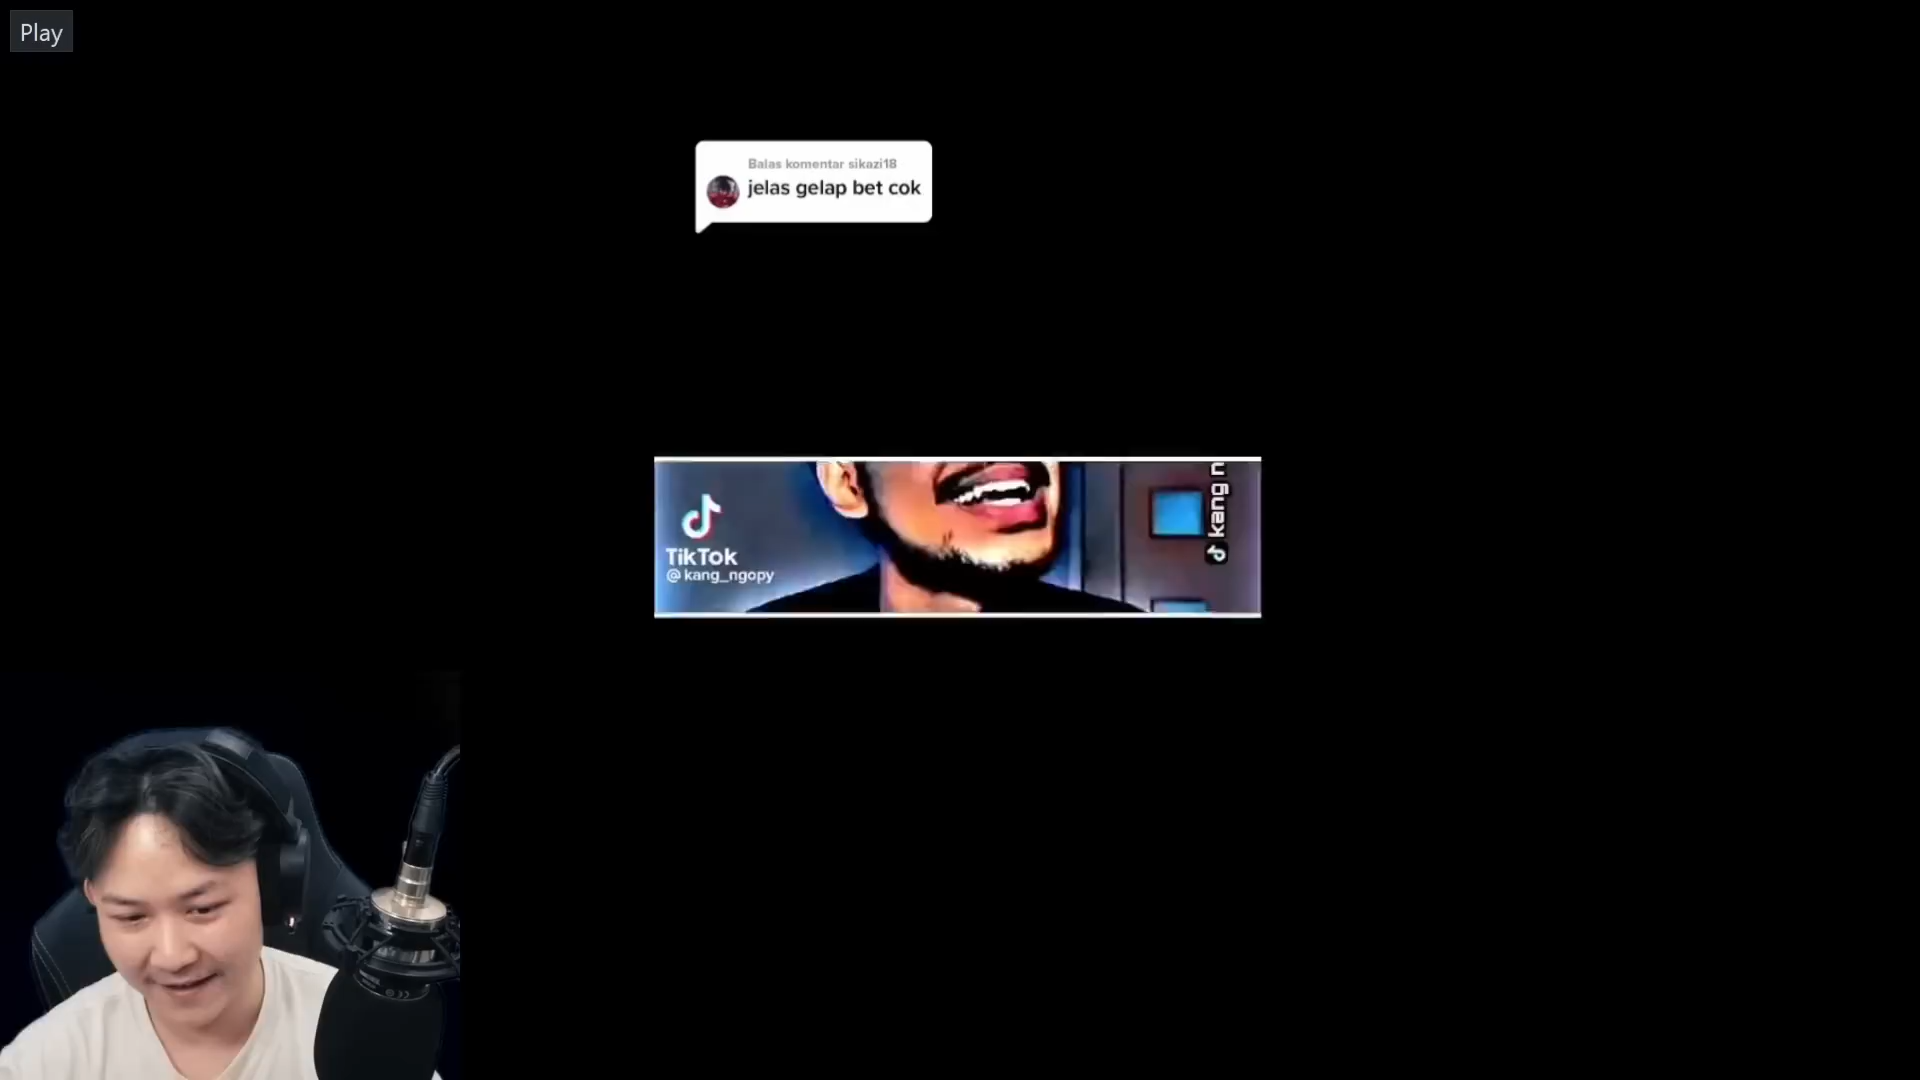 Play
Balas komentar sikazi18
jelas gelap bet cok
TikTok
@kang_ngopy
kang n